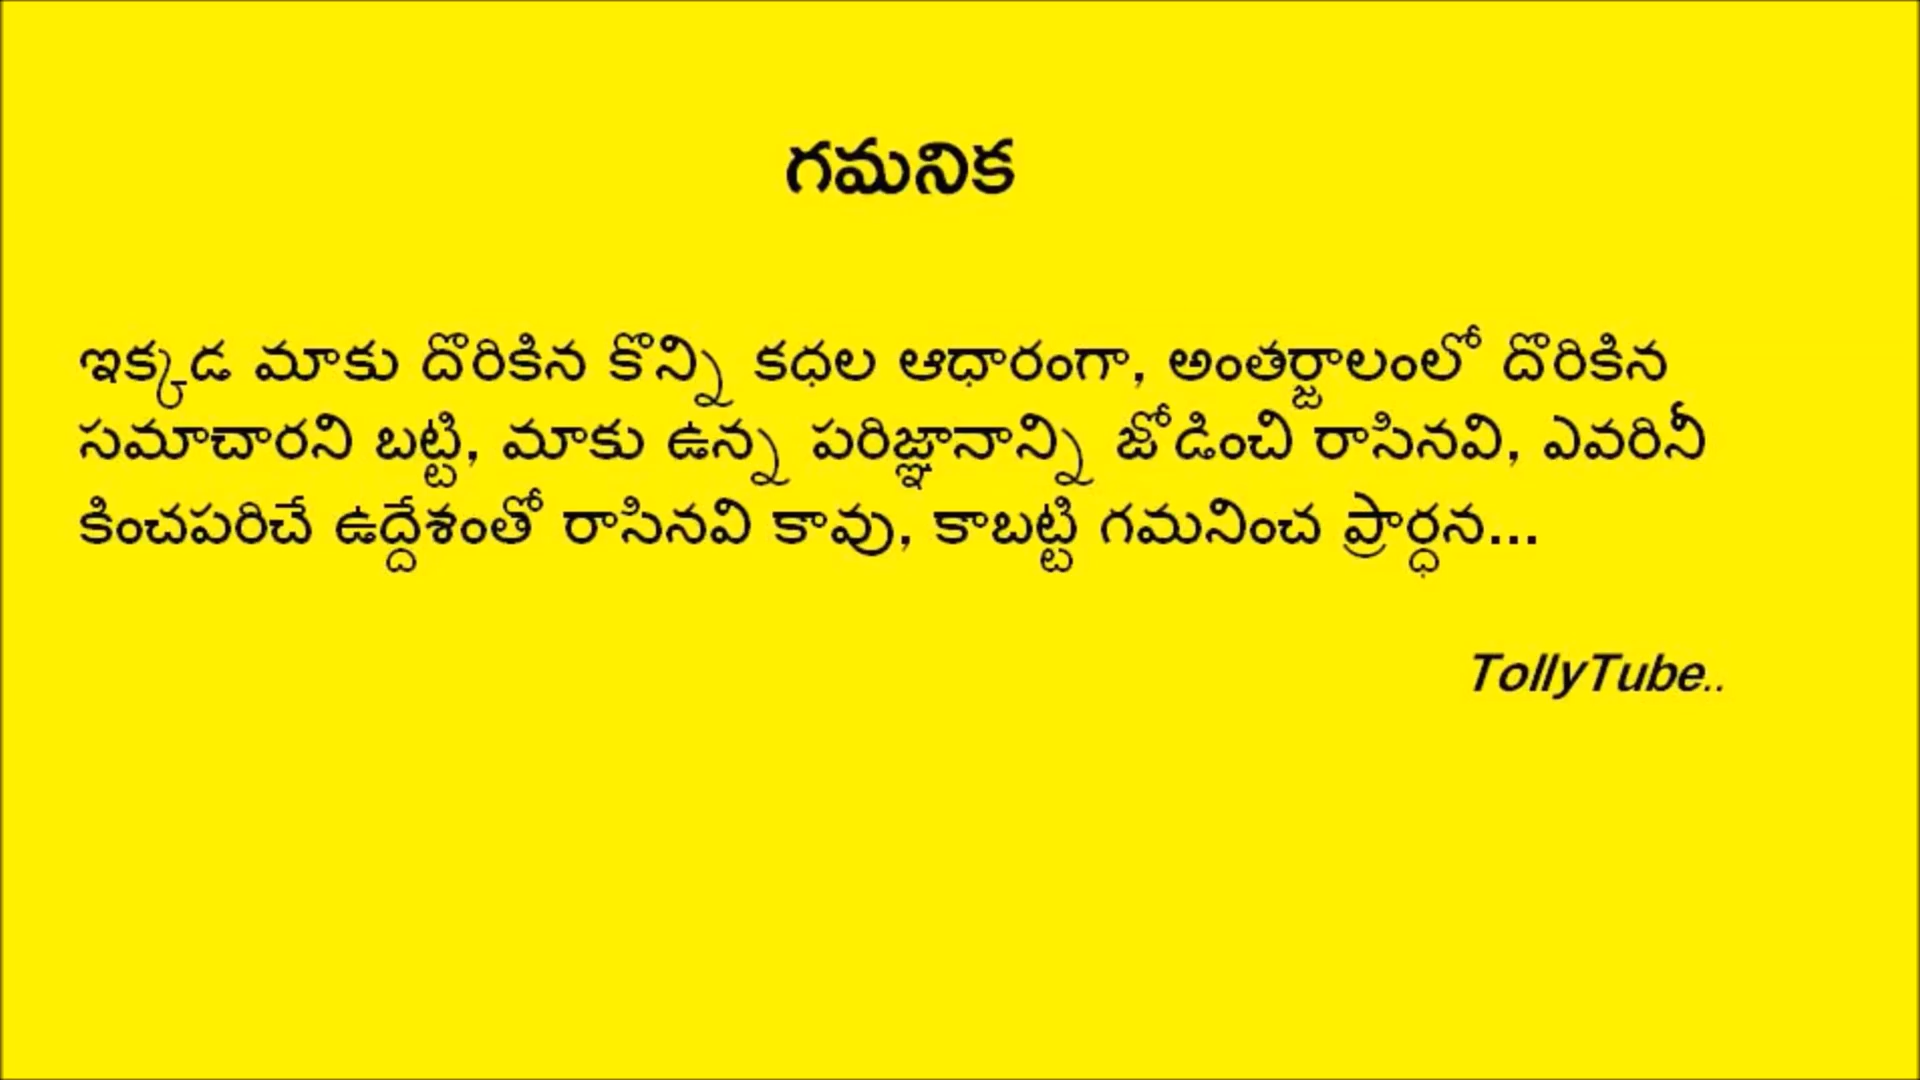 గమనిక
ఇక్కడ మాకు దొరికిన కొన్ని కధల ఆధారంగా, అంతర్జాలంలో దొరికిన
సమాచారని బట్టి, మాకు ఉన్న పరిజ్ఞానాన్ని జోడించి రాసినవి, ఎవరినీ
కించపరిచే ఉద్దేశంతో రాసినవి కావు, కాబట్టి గమనించ ప్రార్ధన...
TollyTube..